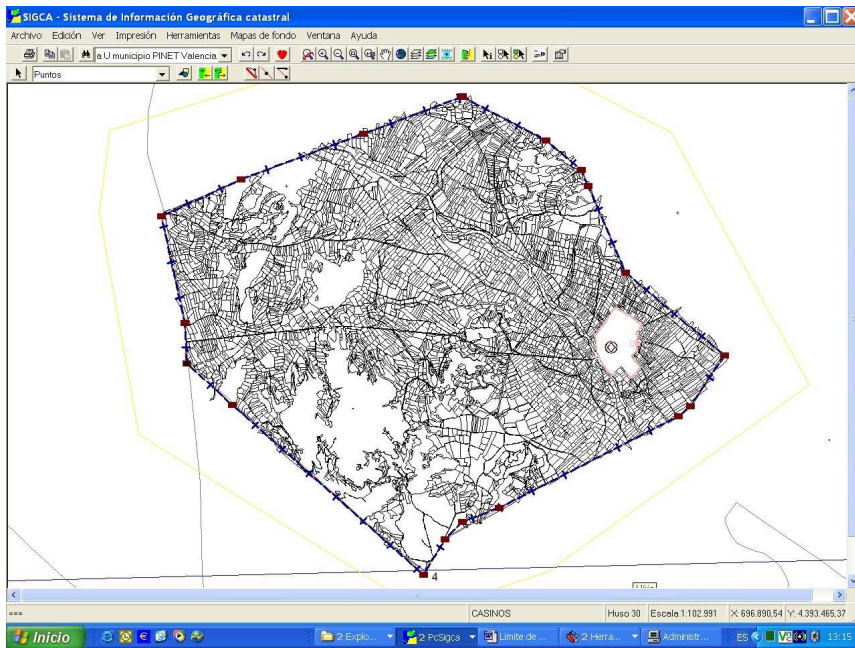 SIGCA - Sistema de Información Geográfica catastral
Archivo Edición Ver Impresión Herramientas Mapas de fondo Ventana Ayuda
a U municipio PINET Valencia
Puntos
4
===
CASINOS
Huso 30
Escala 1:102.991
X: 696.890,54
Y: 4.393.465,37
Inicio
2 Explo...
2 PcSigca
Limite de ...
2 Herra...
Administr...
ES
13:15